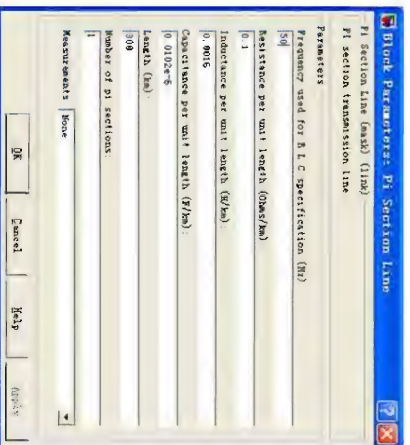 Block Parameters: Pi Section Line
Pi Section Line (mask) (link)
Pi section transmission line
Parameters
Frequency used for R L C specification (Hz)
50
Resistance per unit length (Ohms/km)
0.1
Inductance per unit length (H/km):
0.0016
Capacitance per unit length (F/km):
0.0102e-6
Length (km):
300
Number of pi sections:
1
Measurements None
OK Cancel Help Apply